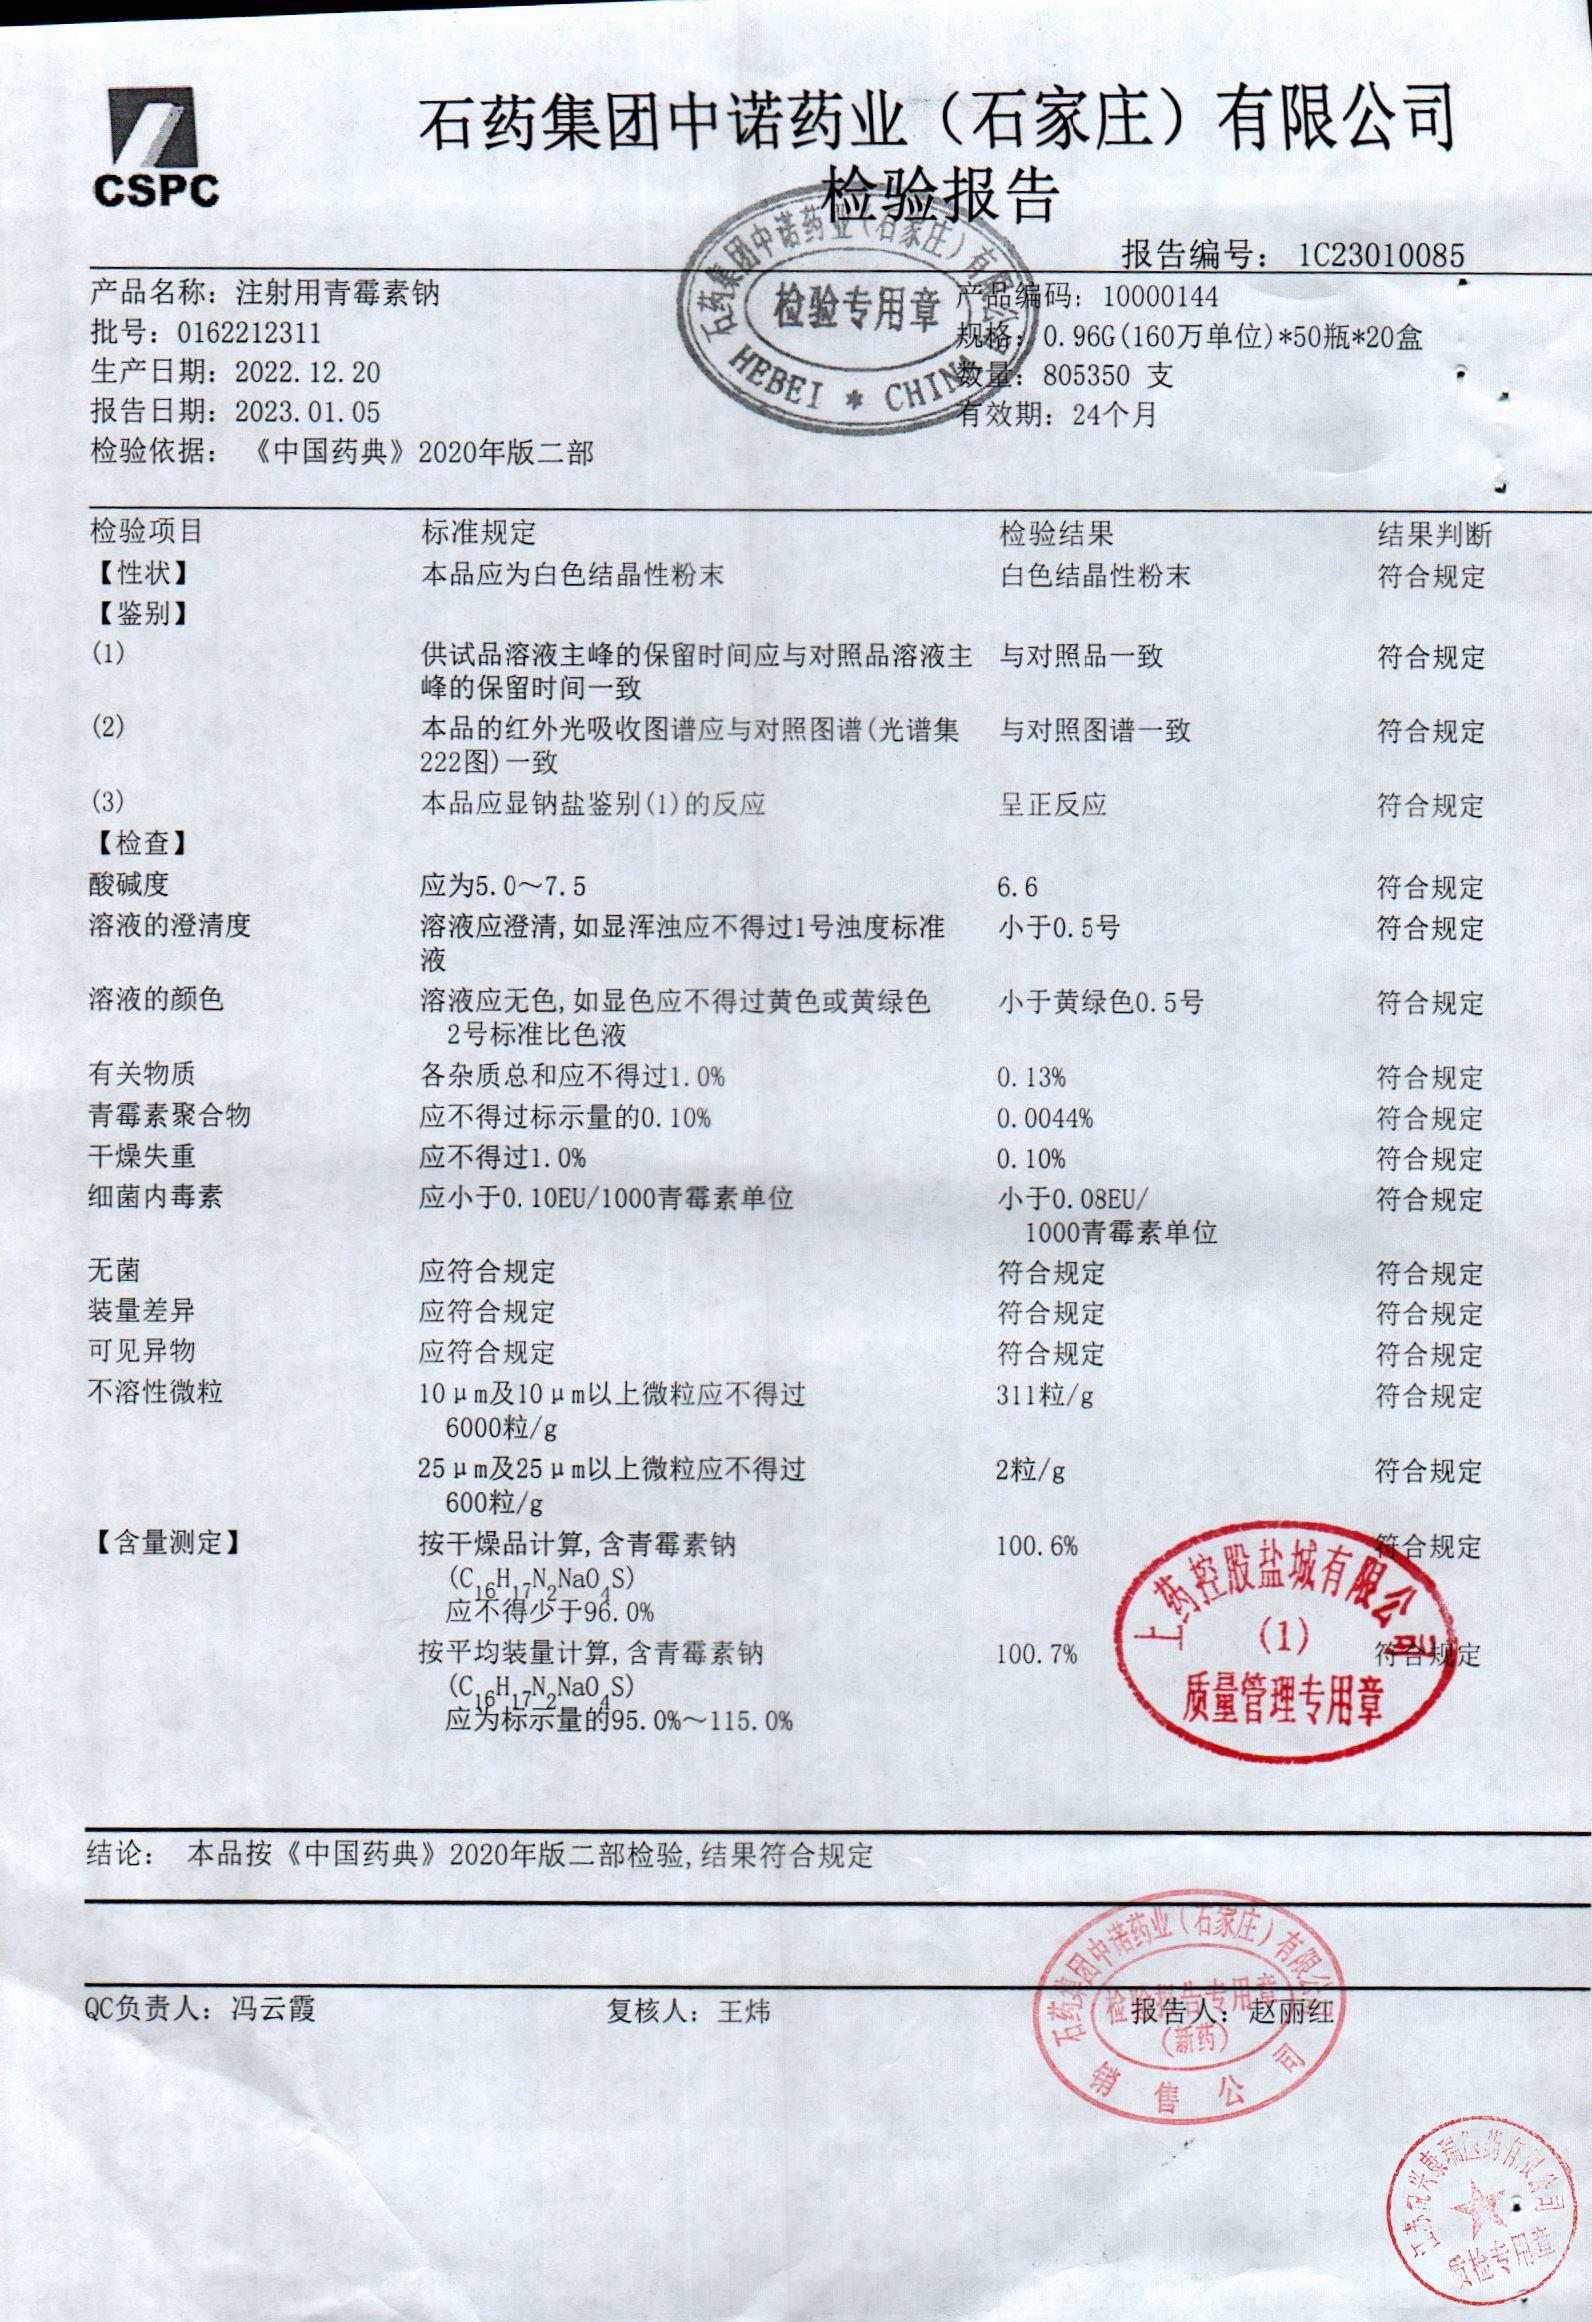 CSPC
石药集团中诺药业（石家庄）有限公司
检验报告
报告编号： 1C23010085
石药集团中诺药业（石家庄）有限公司
检验专用章
HEBEI * CHINA
产品名称：注射用青霉素钠
产品编码：10000144
批号：0162212311
规格：0.96G(160万单位)*50瓶*20盒
生产日期：2022.12.20
数量：805350 支
报告日期：2023.01.05
有效期：24个月
检验依据：《中国药典》2020年版二部
检验项目 标准规定 检验结果 结果判断
【性状】 本品应为白色结晶性粉末 白色结晶性粉末 符合规定
【鉴别】
(1) 供试品溶液主峰的保留时间应与对照品溶液主 与对照品一致 符合规定
峰的保留时间一致
(2) 本品的红外光吸收图谱应与对照图谱(光谱集 与对照图谱一致 符合规定
222图)一致
(3) 本品应显钠盐鉴别(1)的反应 呈正反应 符合规定
【检查】
酸碱度 应为5.0～7.5 6.6 符合规定
溶液的澄清度 溶液应澄清,如显浑浊应不得过1号浊度标准 小于0.5号 符合规定
液
溶液的颜色 溶液应无色,如显色应不得过黄色或黄绿色 小于黄绿色0.5号 符合规定
2号标准比色液
有关物质 各杂质总和应不得过1.0% 0.13% 符合规定
青霉素聚合物 应不得过标示量的0.10% 0.0044% 符合规定
干燥失重 应不得过1.0% 0.10% 符合规定
细菌内毒素 应小于0.10EU/1000青霉素单位 小于0.08EU/ 符合规定
1000青霉素单位
无菌 应符合规定 符合规定 符合规定
装量差异 应符合规定 符合规定 符合规定
可见异物 应符合规定 符合规定 符合规定
不溶性微粒 10μm及10μm以上微粒应不得过 311粒/g 符合规定
6000粒/g
25μm及25μm以上微粒应不得过 2粒/g 符合规定
600粒/g
【含量测定】 按干燥品计算,含青霉素钠 100.6% 符合规定
(C16H17N2NaO4S)
应不得少于96.0%
按平均装量计算,含青霉素钠 100.7% 符合规定
(C16H17N2NaO4S)
应为标示量的95.0%～115.0%
上药控股盐城有限公司
(1)
质量管理专用章
结论： 本品按《中国药典》2020年版二部检验,结果符合规定
QC负责人：冯云霞 复核人：王炜 报告人：赵丽红
石药集团中诺药业（石家庄）有限公司
检验报告专用章
(新药)
销售公司
康瑞医药有限公司
质检专用章